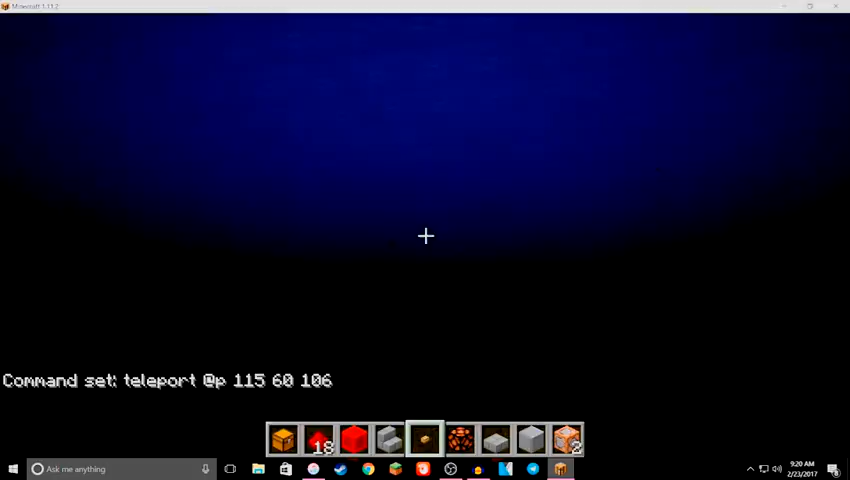 Minecraft 1.11.2
Command set: teleport @p 115 60 106
18
2
Ask me anything
9:20 AM
2/23/2017